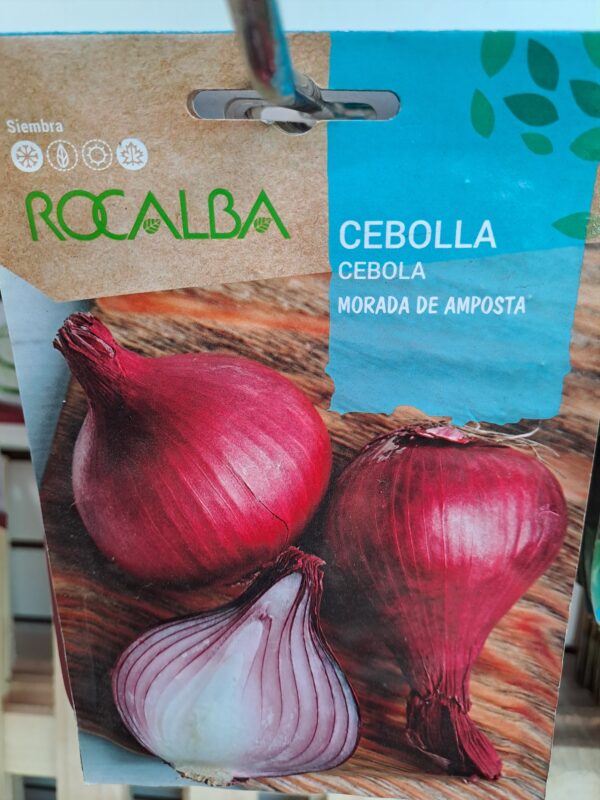 Siembra
ROCALBA
CEBOLLA
CEBOLA
MORADA DE AMPOSTA